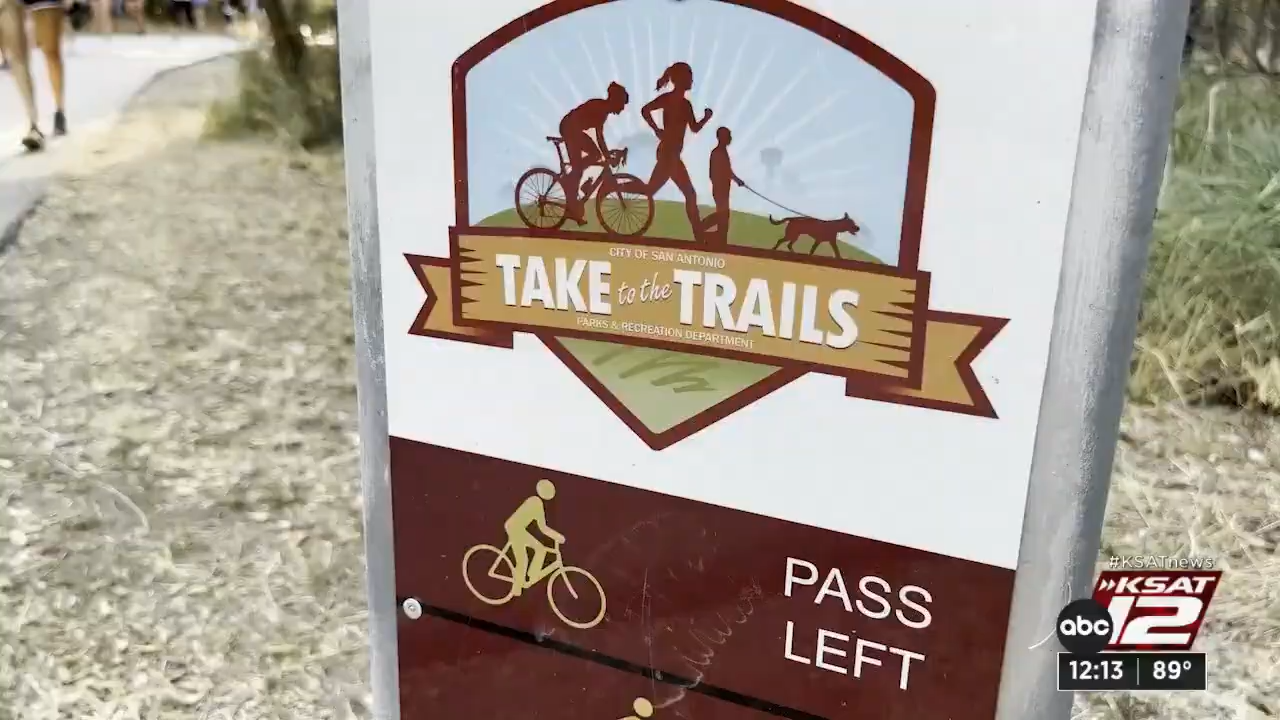 CITY OF SAN ANTONIO
TAKE to the TRAILS
PARKS & RECREATION DEPARTMENT
PASS
LEFT
#KSATnews
KSAT
abc 12
12:13 89°